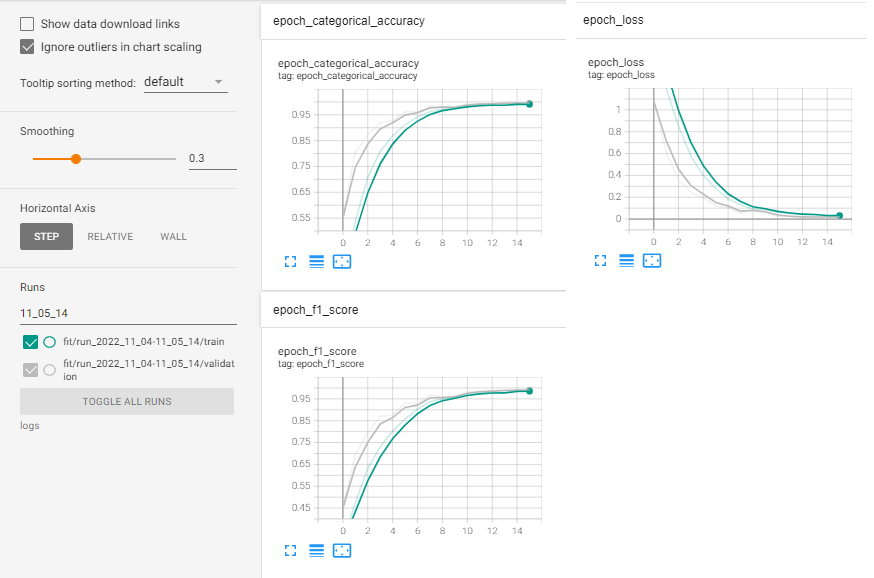 Show data download links
Ignore outliers in chart scaling
Tooltip sorting method: default
Smoothing
0.3
Horizontal Axis
STEP RELATIVE WALL
Runs
11_05_14
fit/run_2022_11_04-11_05_14/train
fit/run_2022_11_04-11_05_14/validat
ion
TOGGLE ALL RUNS
logs
epoch_categorical_accuracy
epoch_categorical_accuracy
tag: epoch_categorical_accuracy
0.95
0.85
0.75
0.65
0.55
0 2 4 6 8 10 12 14
epoch_loss
epoch_loss
tag: epoch_loss
1
0.8
0.6
0.4
0.2
0
0 2 4 6 8 10 12 14
epoch_f1_score
epoch_f1_score
tag: epoch_f1_score
0.95
0.85
0.75
0.65
0.55
0.45
0 2 4 6 8 10 12 14